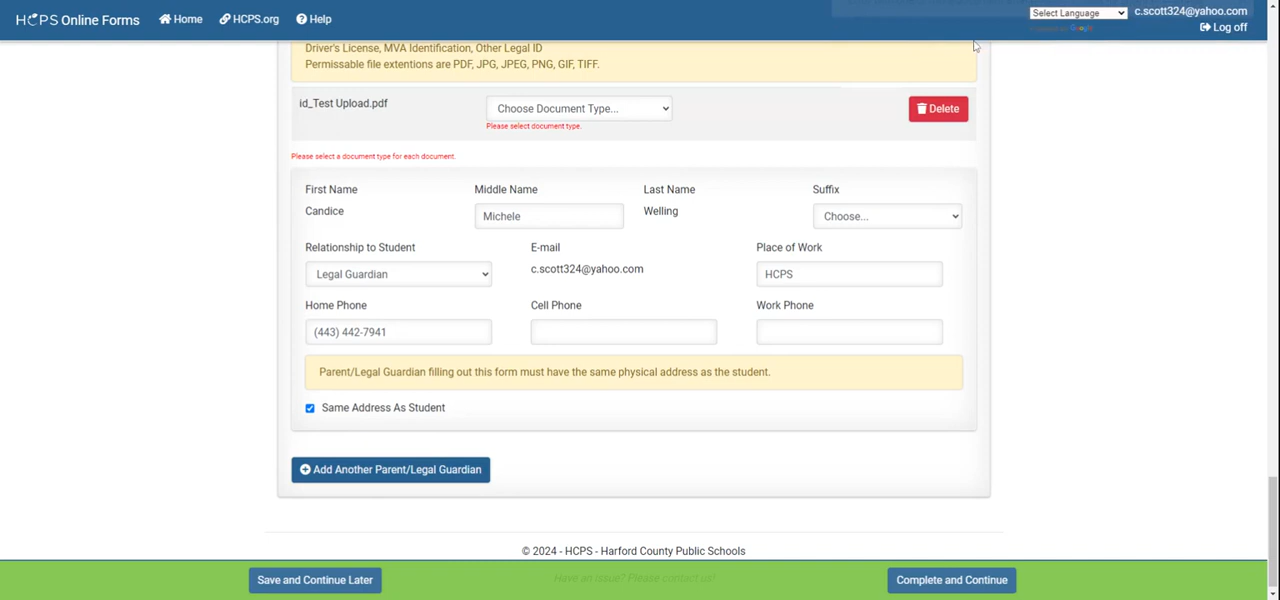 HCPS Online Forms
Home
HCPS.org
Help
Select Language
c.scott324@yahoo.com
Log off
Driver's License, MVA Identification, Other Legal ID
Permissable file extentions are PDF, JPG, JPEG, PNG, GIF, TIFF.
id_Test Upload.pdf
Choose Document Type...
Delete
Please select document type.
Please select a document type for each document.
First Name
Middle Name
Last Name
Suffix
Candice
Michele
Welling
Choose...
Relationship to Student
E-mail
Place of Work
Legal Guardian
c.scott324@yahoo.com
HCPS
Home Phone
Cell Phone
Work Phone
(443) 442-7941
Parent/Legal Guardian filling out this form must have the same physical address as the student.
Same Address As Student
Add Another Parent/Legal Guardian
© 2024 - HCPS - Harford County Public Schools
Save and Continue Later
Have an issue? Please contact us!
Complete and Continue